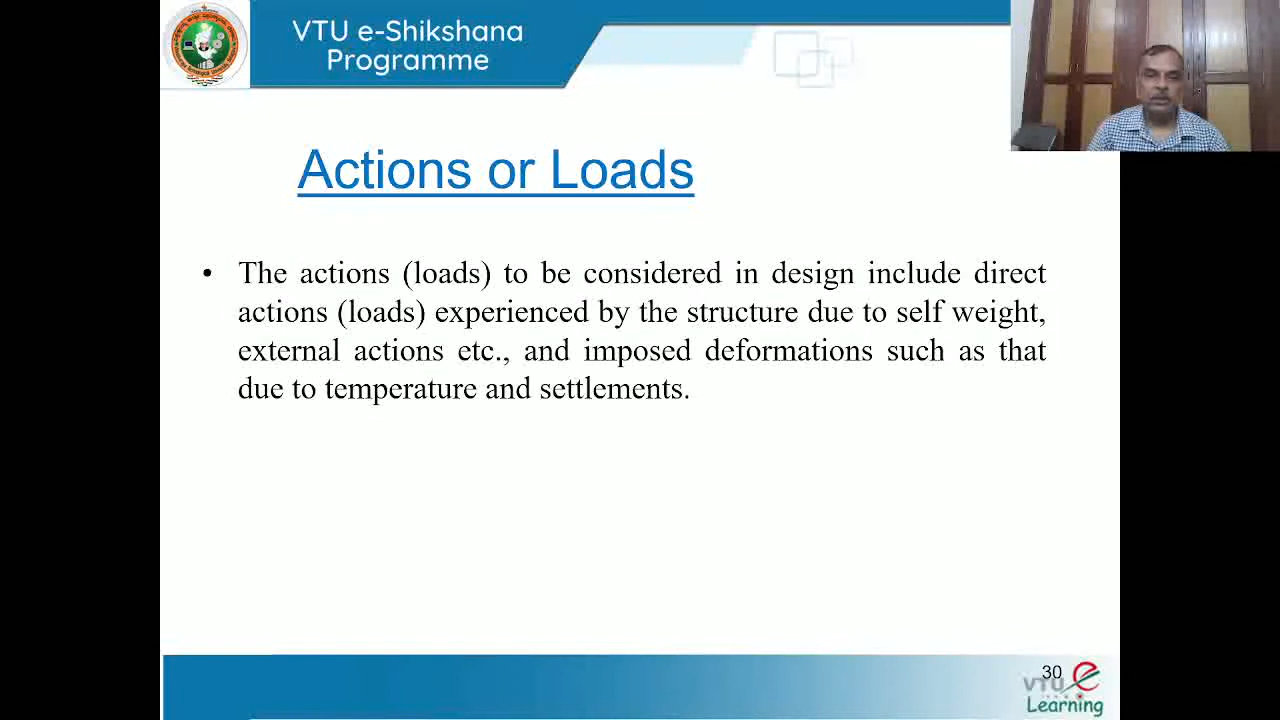 VTU e-Shikshana
Programme
Actions or Loads
• The actions (loads) to be considered in design include direct
actions (loads) experienced by the structure due to self weight,
external actions etc., and imposed deformations such as that
due to temperature and settlements.
30
VTU e
Learning